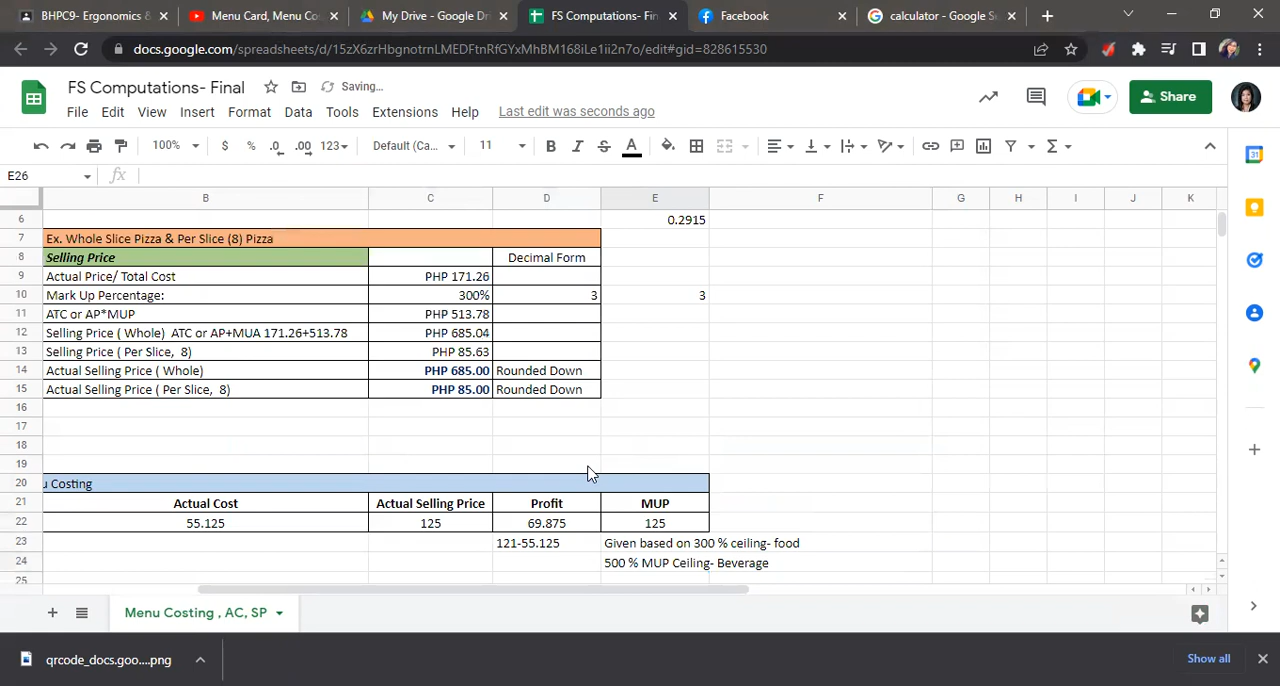 BHPC9- Ergonomics &
Menu Card, Menu Co
My Drive - Google Dr
FS Computations- Fin
Facebook
calculator - Google S
docs.google.com/spreadsheets/d/15zX6zrHbgnotrnLMEDFtnRfGYxMhBM168iLe1ii2n7o/edit#gid=828615530
FS Computations- Final
Saving...
File Edit View Insert Format Data Tools Extensions Help Last edit was seconds ago
Share
100% $ % .0 .00 123 Default (Ca... 11 B I S A
E26 fx
B C D E F G H I J K
6 0.2915
7 Ex. Whole Slice Pizza & Per Slice (8) Pizza
8 Selling Price Decimal Form
9 Actual Price/ Total Cost PHP 171.26
10 Mark Up Percentage: 300% 3 3
11 ATC or AP*MUP PHP 513.78
12 Selling Price ( Whole) ATC or AP+MUA 171.26+513.78 PHP 685.04
13 Selling Price ( Per Slice, 8) PHP 85.63
14 Actual Selling Price ( Whole) PHP 685.00 Rounded Down
15 Actual Selling Price ( Per Slice, 8) PHP 85.00 Rounded Down
16
17
18
19
20 u Costing
21 Actual Cost Actual Selling Price Profit MUP
22 55.125 125 69.875 125
23 121-55.125 Given based on 300 % ceiling- food
24 500 % MUP Ceiling- Beverage
25
Menu Costing , AC, SP
qrcode_docs.goo....png
Show all